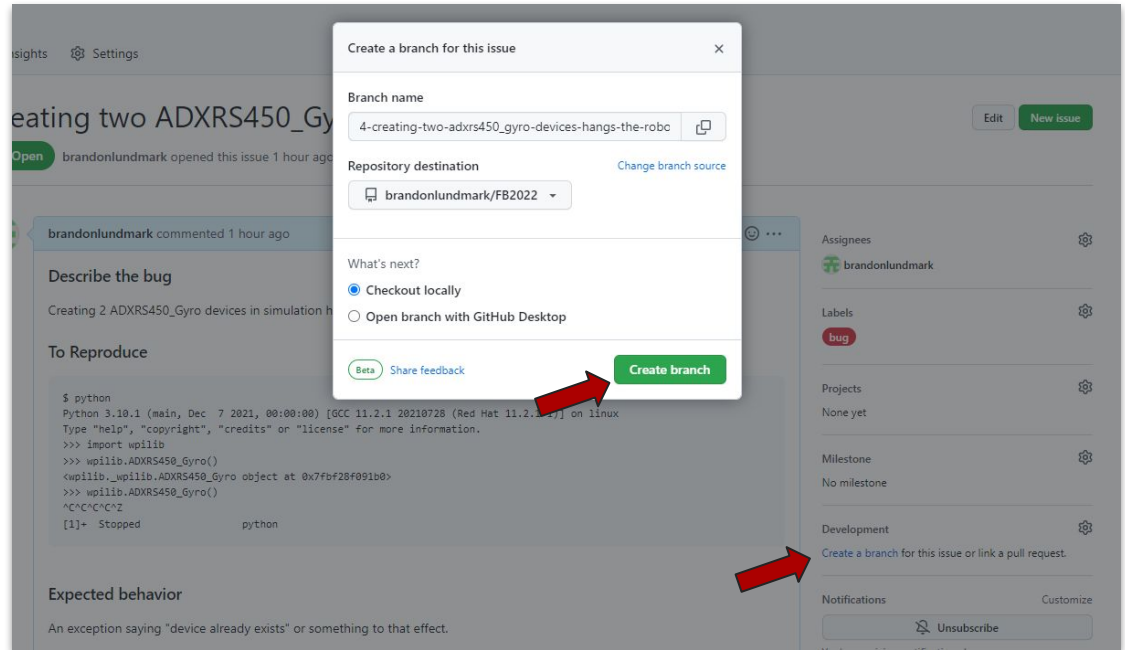 Insights Settings
eating two ADXRS450_Gy
Edit New issue
Open brandonlundmark opened this issue 1 hour ago
Create a branch for this issue
Branch name
4-creating-two-adxrs450_gyro-devices-hangs-the-robo
Repository destination Change branch source
brandonlundmark/FB2022
What's next?
Checkout locally
Open branch with GitHub Desktop
Beta Share feedback Create branch
brandonlundmark commented 1 hour ago
Describe the bug
Creating 2 ADXRS450_Gyro devices in simulation h
To Reproduce
$ python
Python 3.10.1 (main, Dec 7 2021, 00:00:00) [GCC 11.2.1 20210728 (Red Hat 11.2.1-1)] on linux
Type "help", "copyright", "credits" or "license" for more information.
>>> import wpilib
>>> wpilib.ADXRS450_Gyro()
<wpilib._wpilib.ADXRS450_Gyro object at 0x7fbf28f091b0>
>>> wpilib.ADXRS450_Gyro()
^C^C^C^C^Z
[1]+ Stopped python
Expected behavior
An exception saying "device already exists" or something to that effect.
Assignees
brandonlundmark
Labels
bug
Projects
None yet
Milestone
No milestone
Development
Create a branch for this issue or link a pull request.
Notifications Customize
Unsubscribe